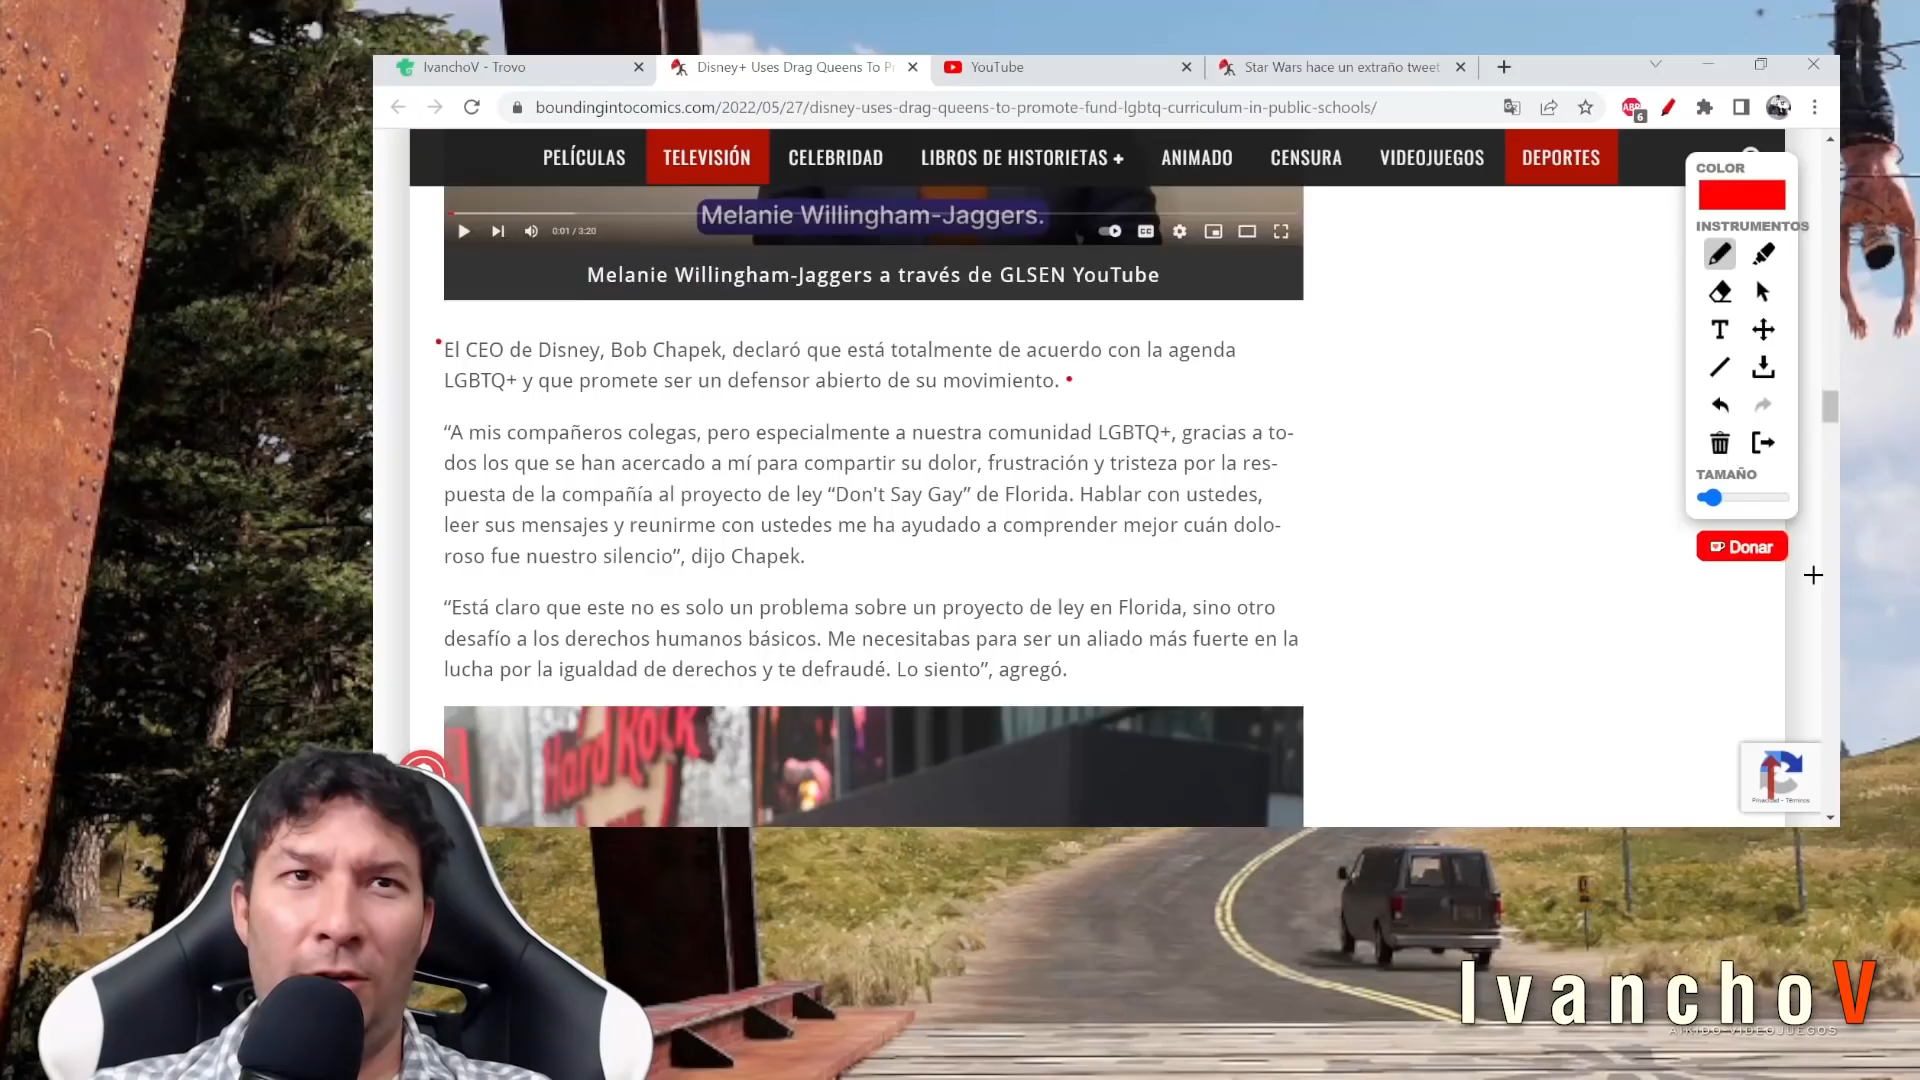 IvanchoV - Trovo
Disney+ Uses Drag Queens To Pr
YouTube
Star Wars hace un extraño tweet
boundingintocomics.com/2022/05/27/disney-uses-drag-queens-to-promote-fund-lgbtq-curriculum-in-public-schools/
ABP
6
PELÍCULAS
TELEVISIÓN
CELEBRIDAD
LIBROS DE HISTORIETAS +
ANIMADO
CENSURA
VIDEOJUEGOS
DEPORTES
Melanie Willingham-Jaggers.
0:01 / 3:20
CC
Melanie Willingham-Jaggers a través de GLSEN YouTube
El CEO de Disney, Bob Chapek, declaró que está totalmente de acuerdo con la agenda
LGBTQ+ y que promete ser un defensor abierto de su movimiento.
“A mis compañeros colegas, pero especialmente a nuestra comunidad LGBTQ+, gracias a to-
dos los que se han acercado a mí para compartir su dolor, frustración y tristeza por la res-
puesta de la compañía al proyecto de ley “Don't Say Gay” de Florida. Hablar con ustedes,
leer sus mensajes y reunirme con ustedes me ha ayudado a comprender mejor cuán dolo-
roso fue nuestro silencio”, dijo Chapek.
“Está claro que este no es solo un problema sobre un proyecto de ley en Florida, sino otro
desafío a los derechos humanos básicos. Me necesitabas para ser un aliado más fuerte en la
lucha por la igualdad de derechos y te defraudé. Lo siento”, agregó.
Hard Rock
COLOR
INSTRUMENTOS
T
TAMAÑO
Donar
Privacidad - Términos
IvanchoV
AIKIDO-VIDEOJUEGOS